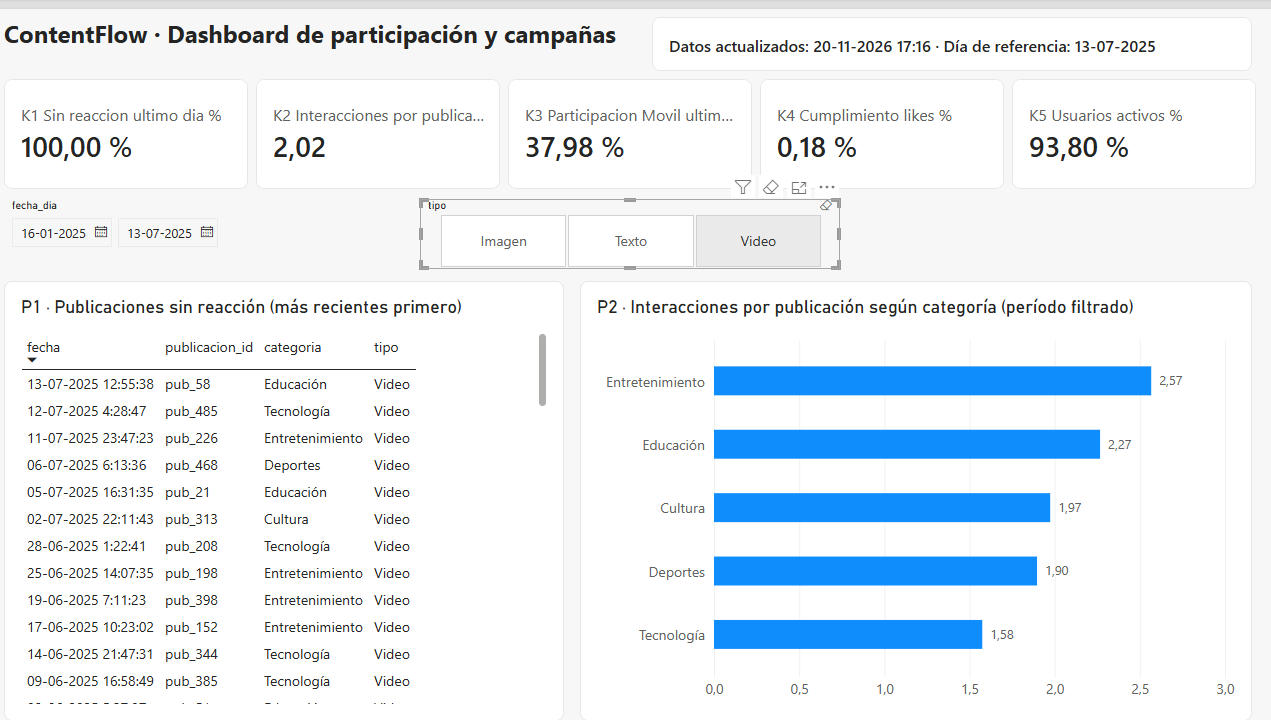 ContentFlow · Dashboard de participación y campañas
Datos actualizados: 20-11-2026 17:16 · Día de referencia: 13-07-2025
K1 Sin reaccion ultimo dia %
100,00 %
K2 Interacciones por publica...
2,02
K3 Participacion Movil ultim...
37,98 %
K4 Cumplimiento likes %
0,18 %
K5 Usuarios activos %
93,80 %
fecha_dia
16-01-2025
13-07-2025
tipo
Imagen
Texto
Video
P1 · Publicaciones sin reacción (más recientes primero)
fecha publicacion_id categoria tipo
13-07-2025 12:55:38 pub_58 Educación Video
12-07-2025 4:28:47 pub_485 Tecnología Video
11-07-2025 23:47:23 pub_226 Entretenimiento Video
06-07-2025 6:13:36 pub_468 Deportes Video
05-07-2025 16:31:35 pub_21 Educación Video
02-07-2025 22:11:43 pub_313 Cultura Video
28-06-2025 1:22:41 pub_208 Tecnología Video
25-06-2025 14:07:35 pub_198 Entretenimiento Video
19-06-2025 7:11:23 pub_398 Entretenimiento Video
17-06-2025 10:23:02 pub_152 Entretenimiento Video
14-06-2025 21:47:31 pub_344 Tecnología Video
09-06-2025 16:58:49 pub_385 Tecnología Video
P2 · Interacciones por publicación según categoría (período filtrado)
Entretenimiento 2,57
Educación 2,27
Cultura 1,97
Deportes 1,90
Tecnología 1,58
0,0 0,5 1,0 1,5 2,0 2,5 3,0